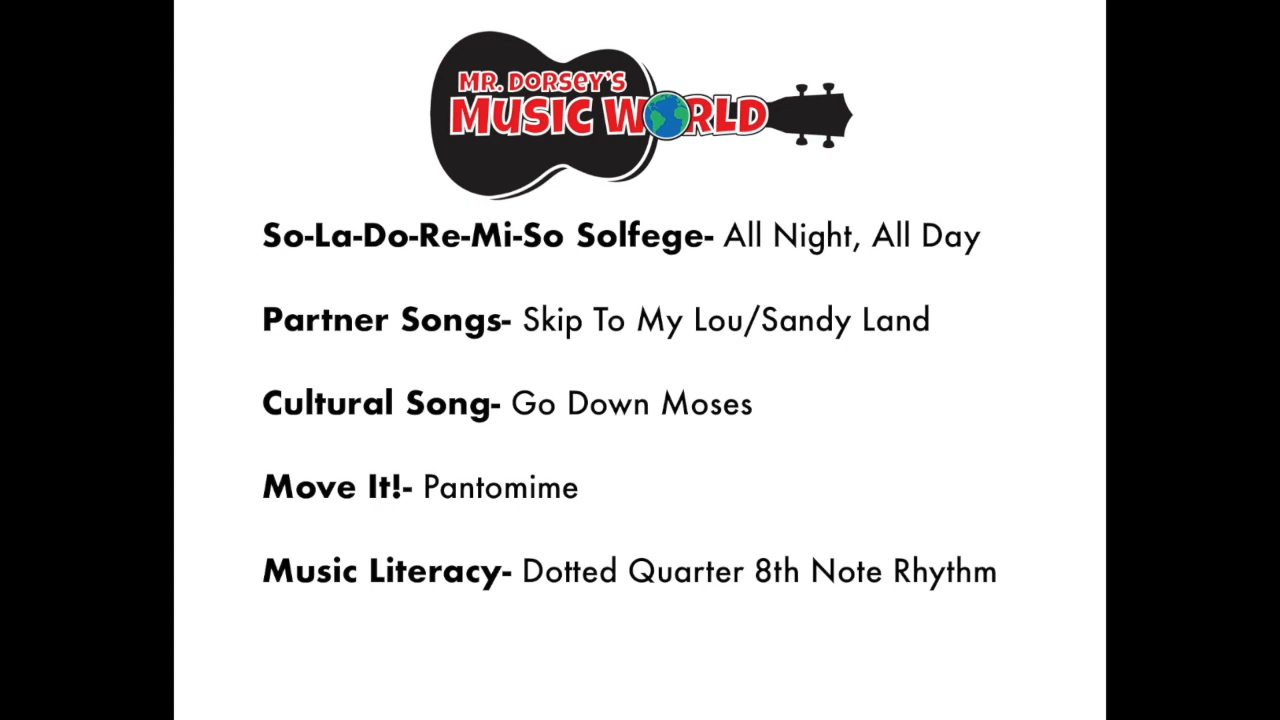 MR. DORSEY'S
MUSIC WORLD
So-La-Do-Re-Mi-So Solfege- All Night, All Day
Partner Songs- Skip To My Lou/Sandy Land
Cultural Song- Go Down Moses
Move It!- Pantomime
Music Literacy- Dotted Quarter 8th Note Rhythm